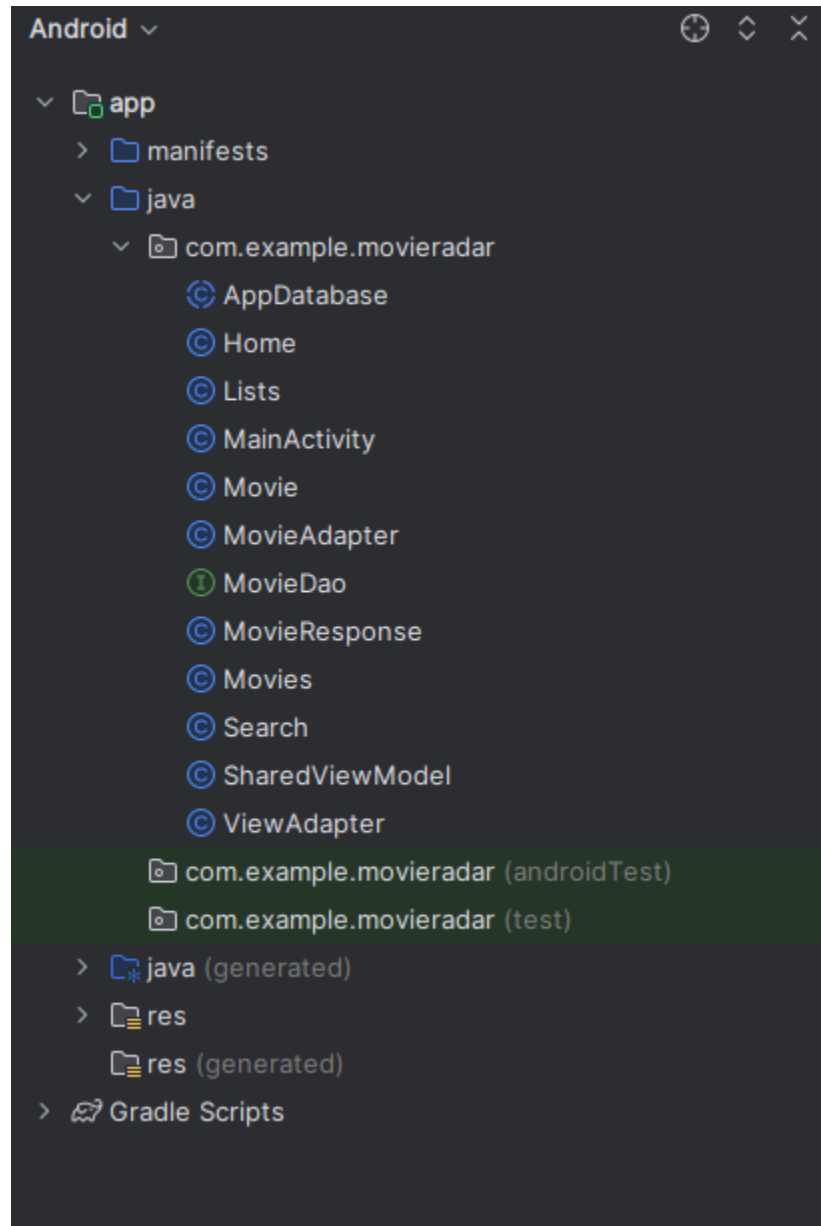 Android
app
manifests
java
com.example.movieradar
AppDatabase
Home
Lists
MainActivity
Movie
MovieAdapter
MovieDao
MovieResponse
Movies
Search
SharedViewModel
ViewAdapter
com.example.movieradar (androidTest)
com.example.movieradar (test)
java (generated)
res
res (generated)
Gradle Scripts